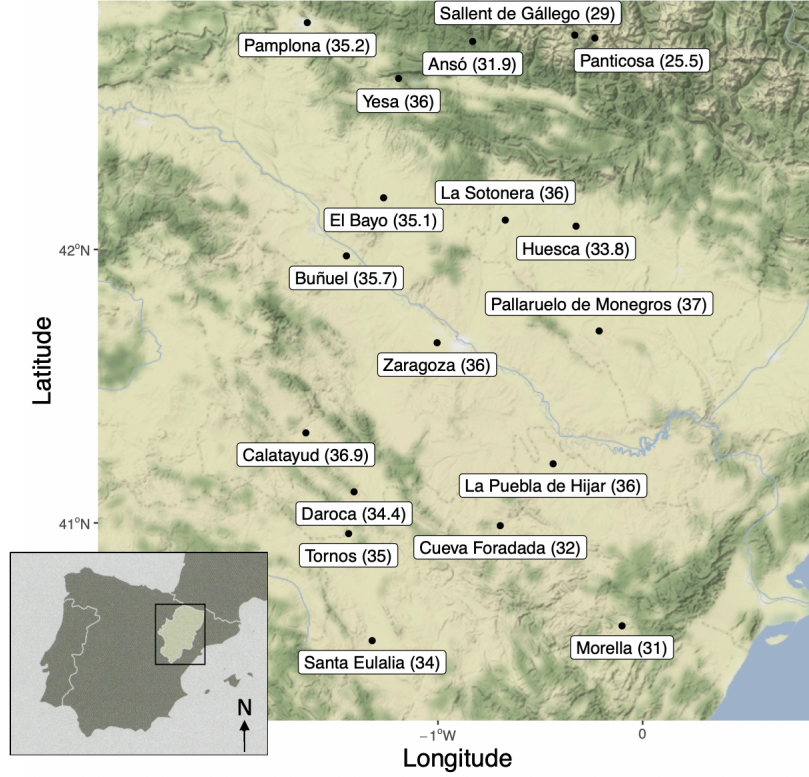 Sallent de Gállego (29)
Pamplona (35.2)
Ansó (31.9)
Panticosa (25.5)
Yesa (36)
La Sotonera (36)
El Bayo (35.1)
Huesca (33.8)
42°N
Buñuel (35.7)
Pallaruelo de Monegros (37)
Latitude
Zaragoza (36)
Calatayud (36.9)
La Puebla de Hijar (36)
Daroca (34.4)
41°N
Cueva Foradada (32)
Tornos (35)
Morella (31)
Santa Eulalia (34)
N
−1°W
0
Longitude